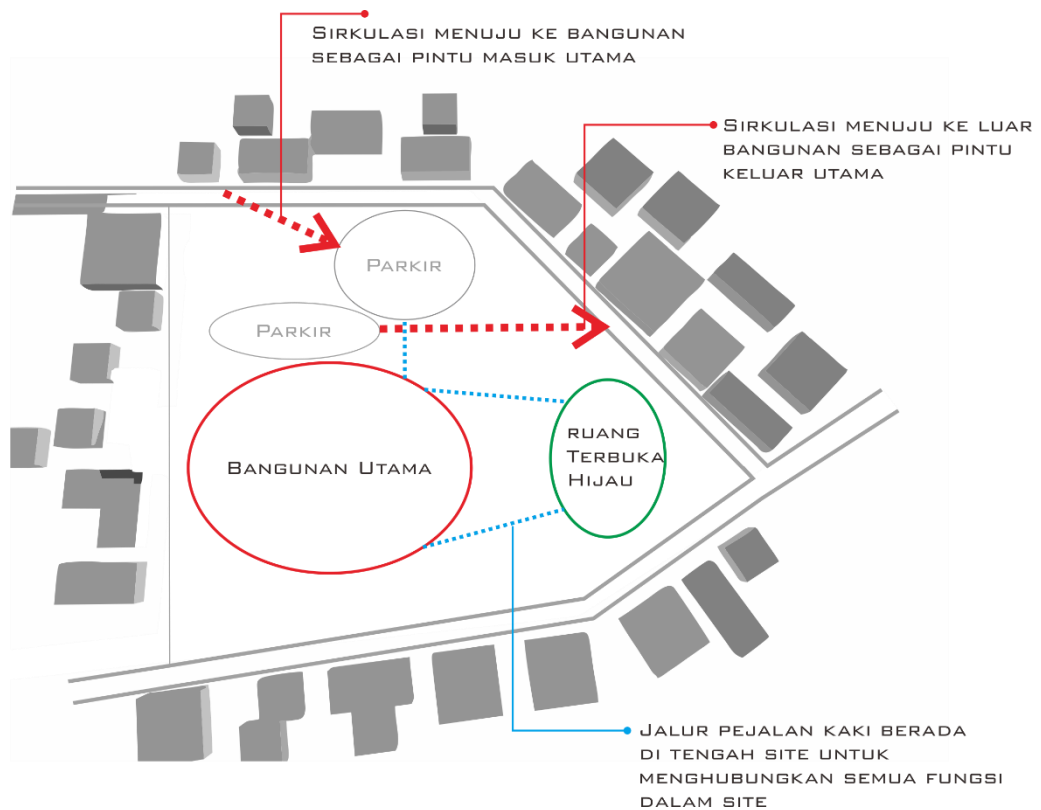 Sirkulasi menuju ke bangunan
sebagai pintu masuk utama
Sirkulasi menuju ke luar
bangunan sebagai pintu
keluar utama
Parkir
Parkir
Bangunan Utama
ruang
Terbuka
Hijau
Jalur pejalan kaki berada
di tengah site untuk
menghubungkan semua fungsi
dalam site